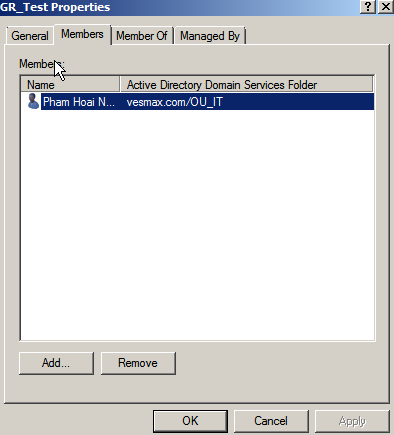 GR_Test Properties
General Members Member Of Managed By
Members:
Name Active Directory Domain Services Folder
Pham Hoai N... vesmax.com/OU_IT
Add... Remove
OK Cancel Apply